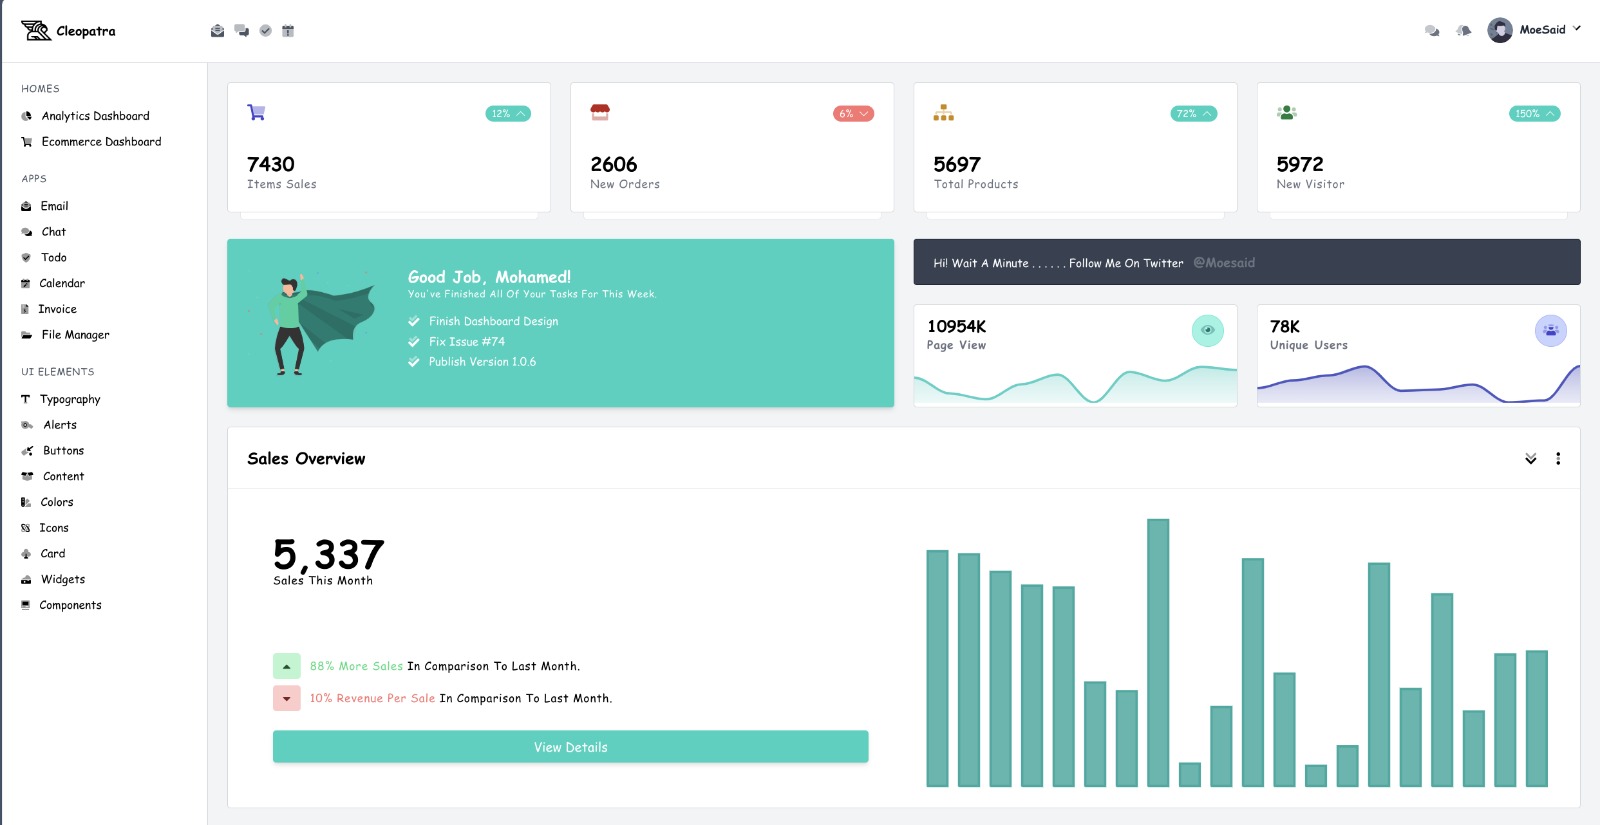 Cleopatra
MoeSaid
HOMES
Analytics Dashboard
Ecommerce Dashboard
APPS
Email
Chat
Todo
Calendar
Invoice
File Manager
UI ELEMENTS
Typography
Alerts
Buttons
Content
Colors
Icons
Card
Widgets
Components
12%
7430
Items Sales
6%
2606
New Orders
72%
5697
Total Products
150%
5972
New Visitor
Good Job, Mohamed!
You've Finished All Of Your Tasks For This Week.
Finish Dashboard Design
Fix Issue #74
Publish Version 1.0.6
Hi! Wait A Minute . . . . . . Follow Me On Twitter @Moesaid
10954K
Page View
78K
Unique Users
Sales Overview
5,337
Sales This Month
88% More Sales In Comparison To Last Month.
10% Revenue Per Sale In Comparison To Last Month.
View Details